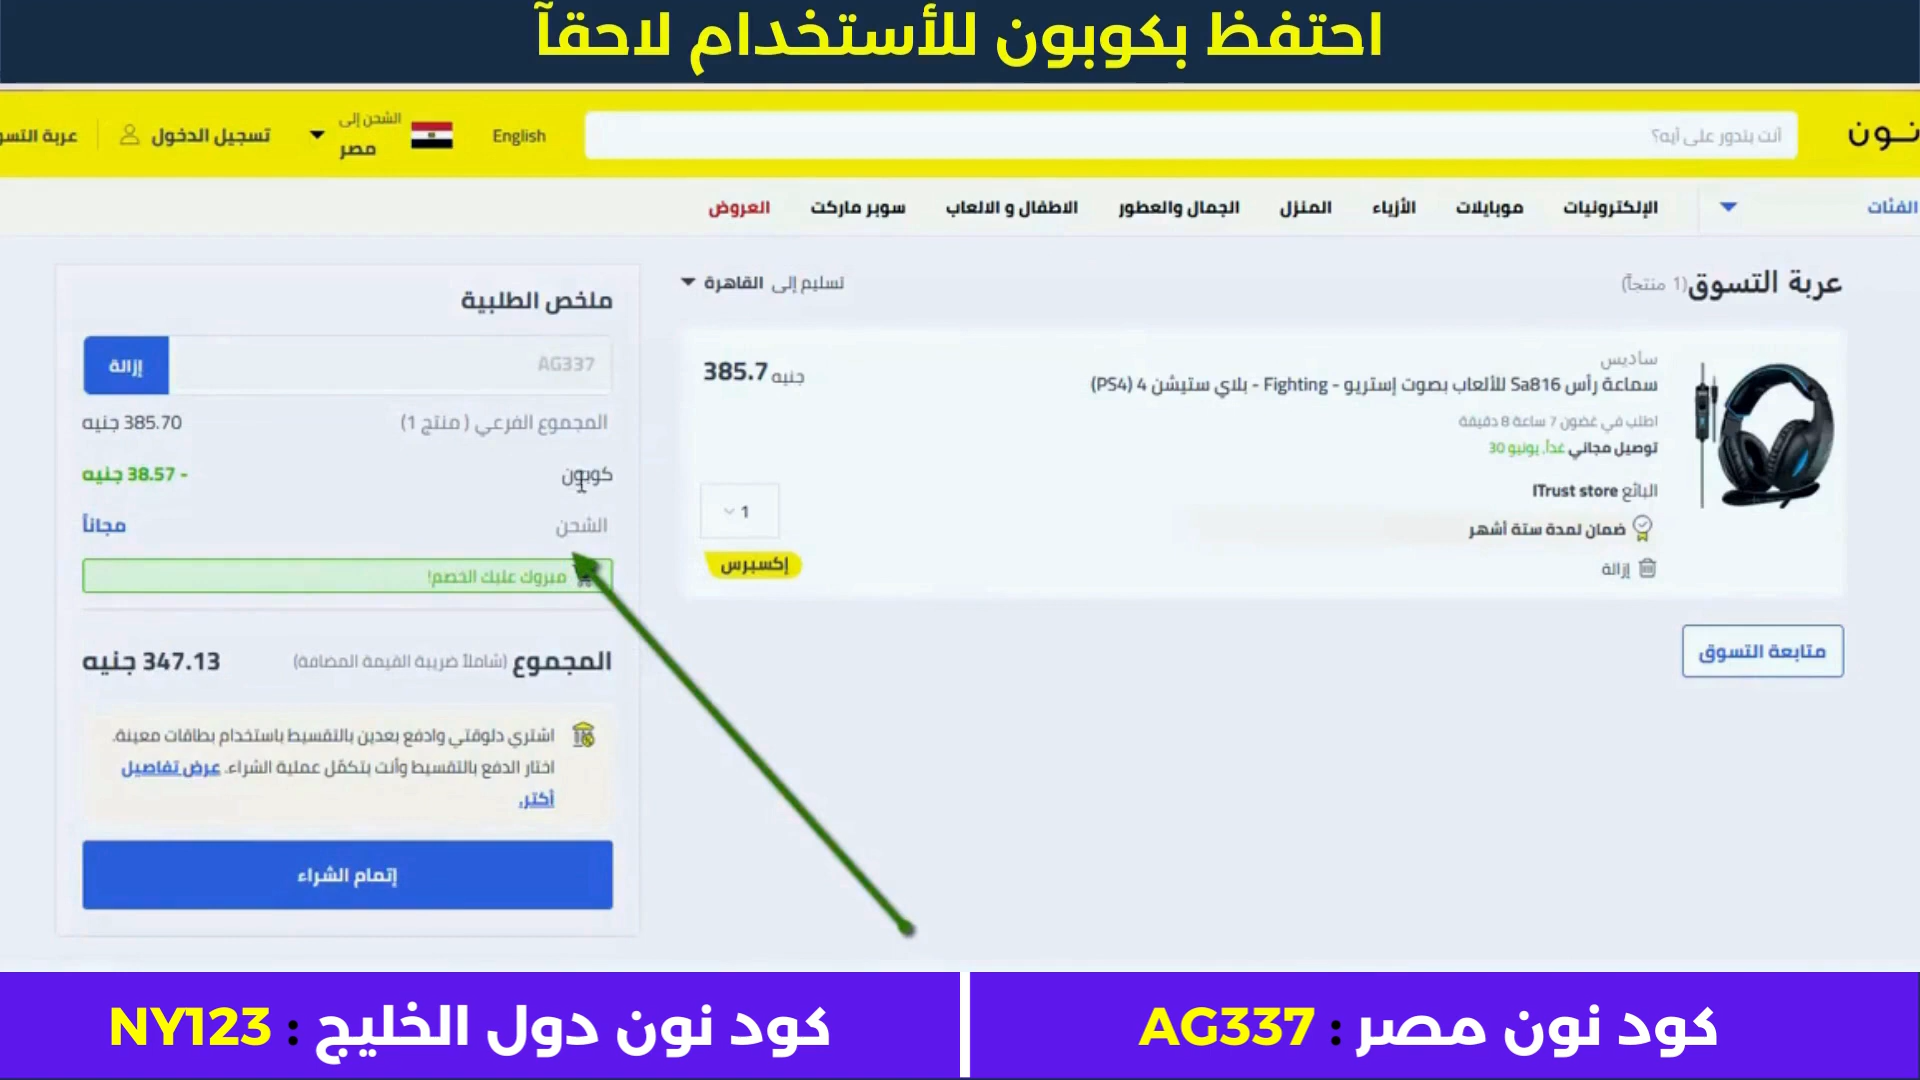 احتفظ بكوبون للأستخدام لاحقاً
نون
أنت بتدور على أيه؟
English
الشحن إلى
مصر
تسجيل الدخول
عربة التسو
الفئات
الإلكترونيات
موبايلات
الأزياء
المنزل
الجمال والعطور
الاطفال و الالعاب
سوبر ماركت
العروض
عربة التسوق (1 منتجاً)
تسليم إلى القاهرة
ساديس
سماعة رأس Sa816 للألعاب بصوت إستريو - Fighting - بلاي ستيشن 4 (PS4)
385.7 جنيه
اطلب في غضون 7 ساعة 8 دقيقة
توصيل مجاني غداً, يونيو 30
البائع ITrust store
1
ضمان لمدة ستة أشهر
إزالة
إكسبرس
متابعة التسوق
ملخص الطلبية
AG337
إزالة
المجموع الفرعي ( منتج 1)
385.70 جنيه
كوبون
- 38.57 جنيه
الشحن
مجاناً
مبروك عليك الخصم!
المجموع (شاملاً ضريبة القيمة المضافة)
347.13 جنيه
اشتري دلوقتي وادفع بعدين بالتقسيط باستخدام بطاقات معينة.
اختار الدفع بالتقسيط وأنت بتكمّل عملية الشراء. عرض تفاصيل
أكتر.
إتمام الشراء
كود نون مصر : AG337
كود نون دول الخليج : NY123